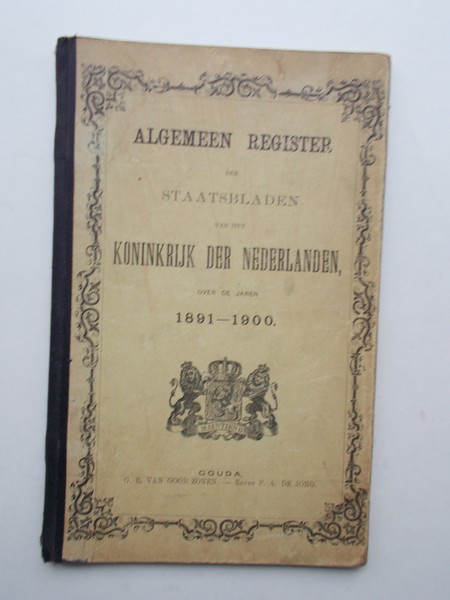 ALGEMEEN REGISTER
DER
STAATSBLADEN
VAN HET
KONINKRIJK DER NEDERLANDEN,
OVER DE JAREN
1891—1900.
GOUDA,
G. B. VAN GOOR ZONEN. — Firma P. A. DE JONG.